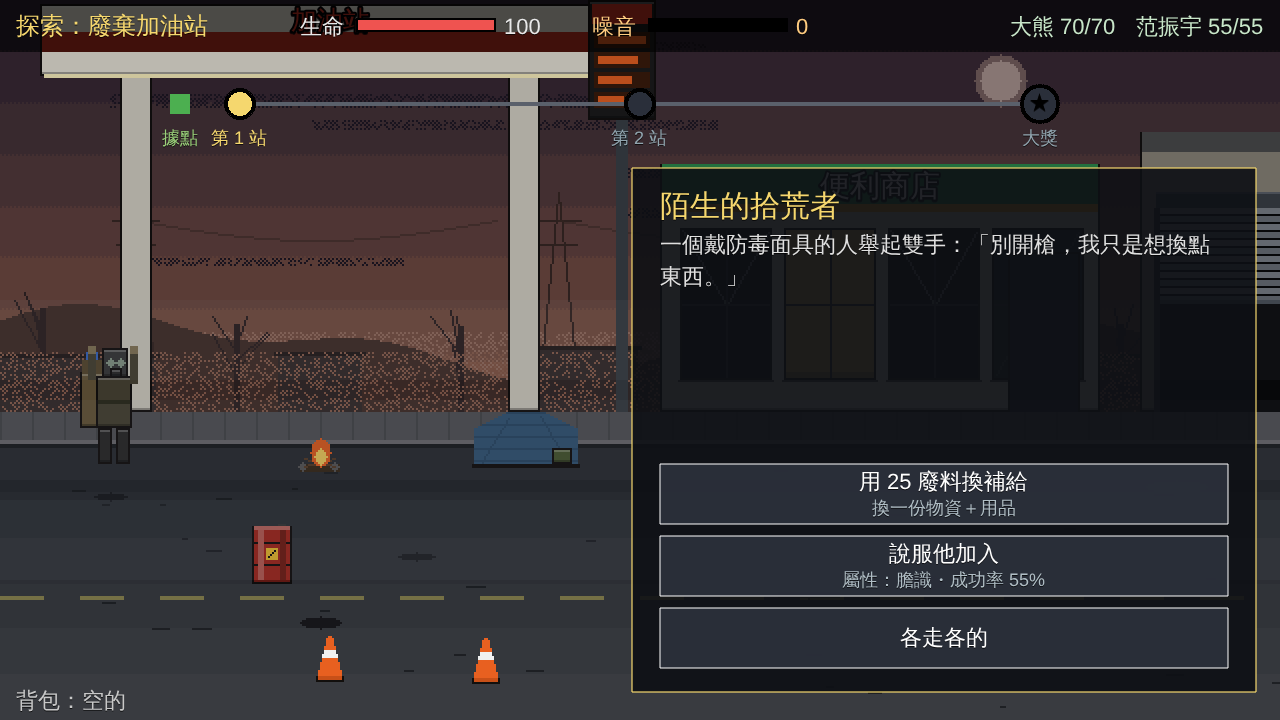 探索：廢棄加油站
加油站
生命
100
噪音
0
大熊 70/70
范振宇 55/55
據點
第 1 站
第 2 站
大獎
便利商店
陌生的拾荒者
一個戴防毒面具的人舉起雙手：「別開槍，我只是想換點
東西。」
用 25 廢料換補給
換一份物資＋用品
說服他加入
屬性：膽識・成功率 55%
各走各的
背包：空的